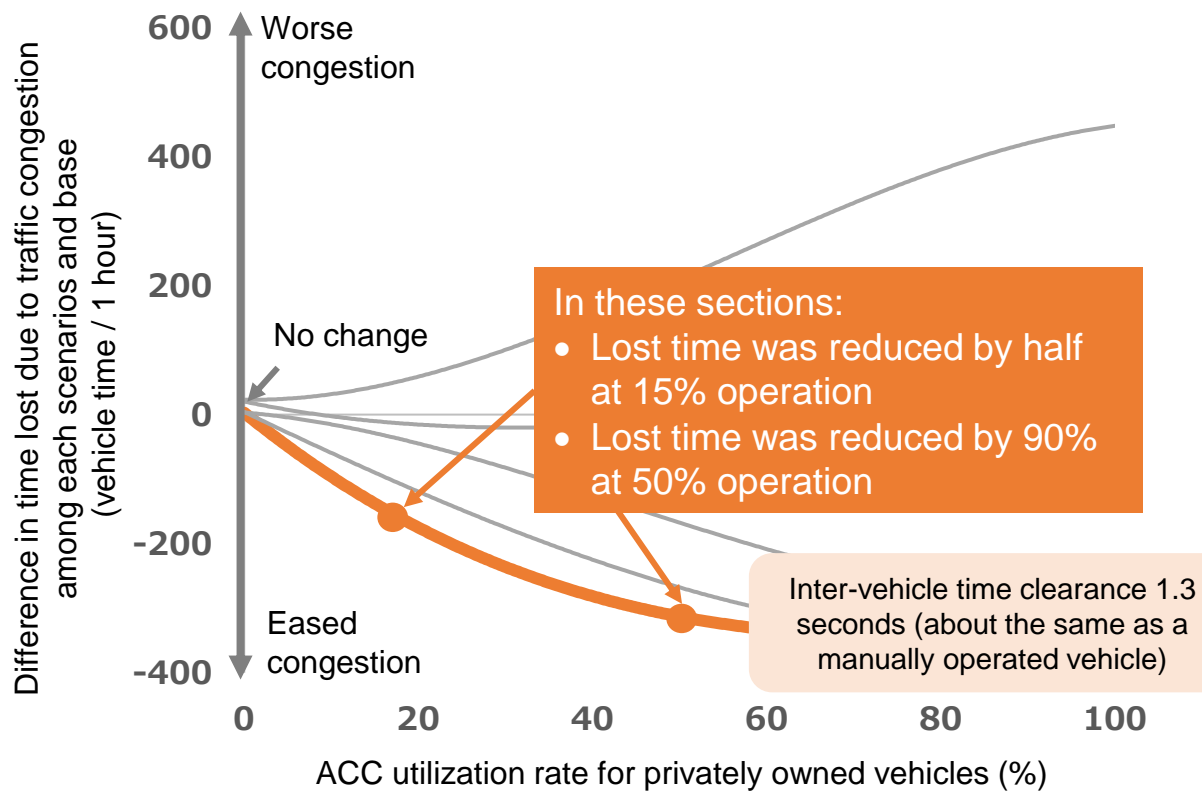 Difference in time lost due to traffic congestion
among each scenarios and base
(vehicle time / 1 hour)
600
400
200
0
-200
-400
Worse
congestion
No change
In these sections:
• Lost time was reduced by half
at 15% operation
• Lost time was reduced by 90%
at 50% operation
Inter-vehicle time clearance 1.3
seconds (about the same as a
manually operated vehicle)
Eased
congestion
0 20 40 60 80 100
ACC utilization rate for privately owned vehicles (%)